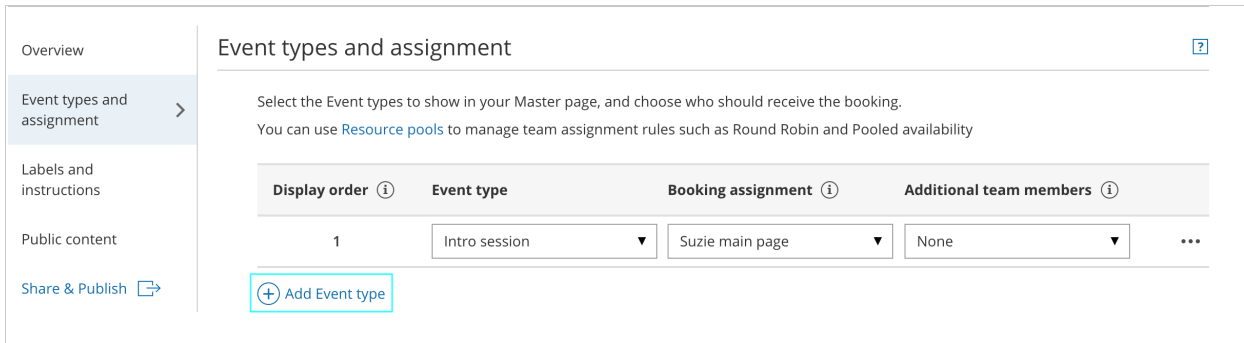 Overview
Event types and
assignment
Labels and
instructions
Public content
Share & Publish
Event types and assignment
?
Select the Event types to show in your Master page, and choose who should receive the booking.
You can use Resource pools to manage team assignment rules such as Round Robin and Pooled availability
Display order i Event type Booking assignment i Additional team members i
1 Intro session Suzie main page None
Add Event type